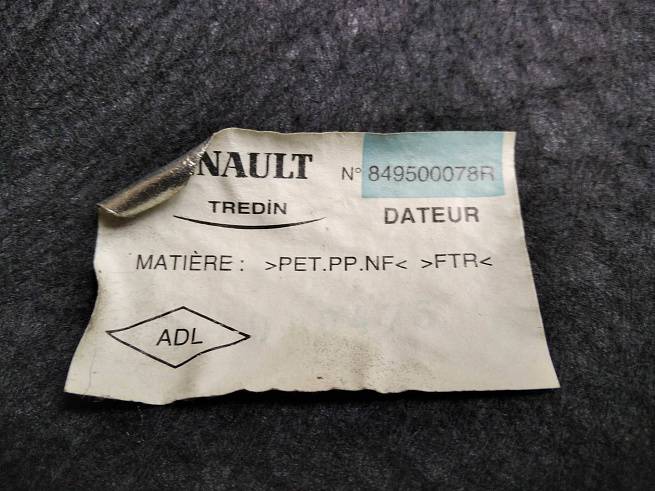 NAULT N° 849500078R
TREDiN DATEUR
MATIÈRE : >PET.PP.NF< >FTR<
ADL